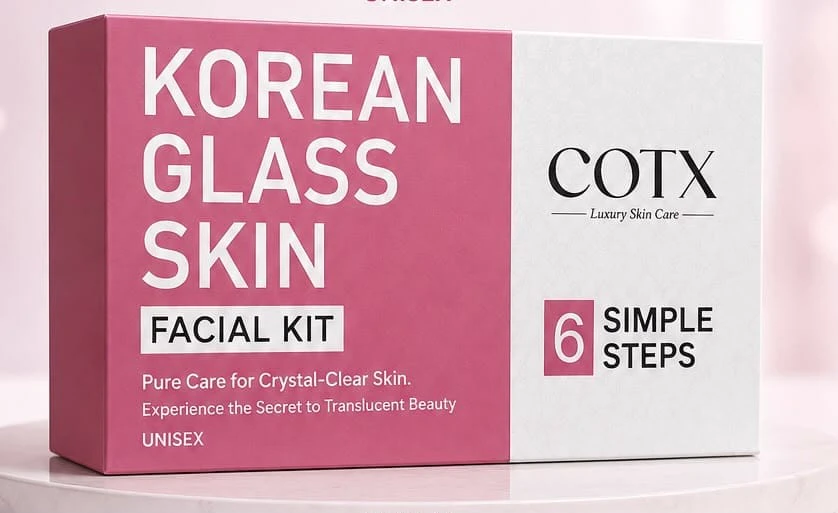 KOREAN
GLASS
SKIN
FACIAL KIT
Pure Care for Crystal-Clear Skin.
Experience the Secret to Translucent Beauty
UNISEX
COTX
Luxury Skin Care
6 SIMPLE
STEPS